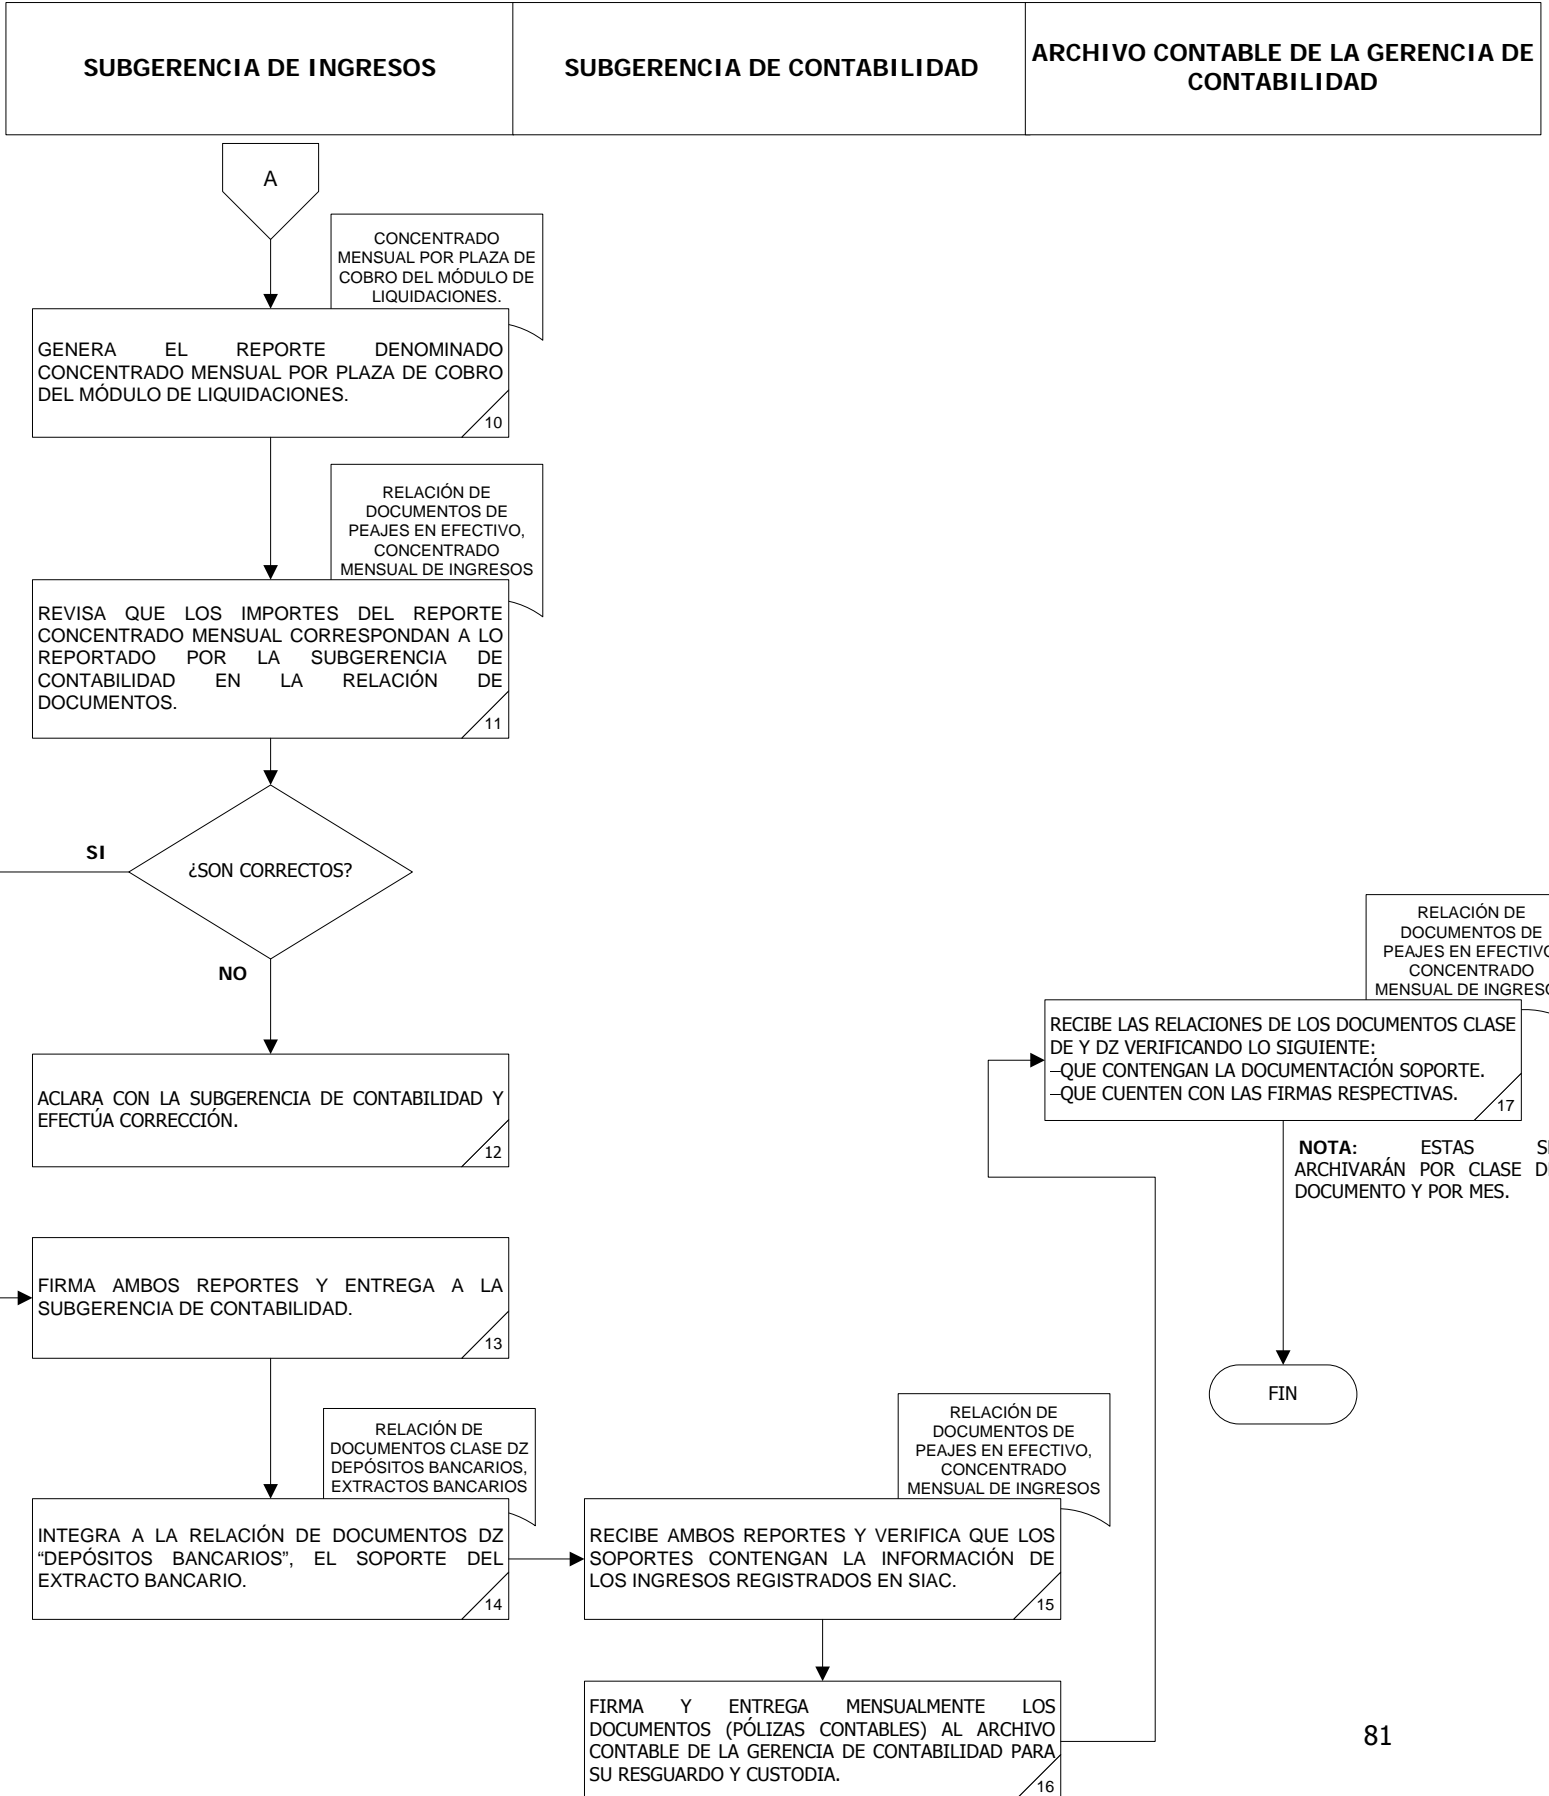 SUBGERENCIA DE INGRESOS
SUBGERENCIA DE CONTABILIDAD
ARCHIVO CONTABLE DE LA GERENCIA DE
CONTABILIDAD
A
CONCENTRADO
MENSUAL POR PLAZA DE
COBRO DEL MÓDULO DE
LIQUIDACIONES.
GENERA EL REPORTE DENOMINADO
CONCENTRADO MENSUAL POR PLAZA DE COBRO
DEL MÓDULO DE LIQUIDACIONES.
10
RELACIÓN DE
DOCUMENTOS DE
PEAJES EN EFECTIVO,
CONCENTRADO
MENSUAL DE INGRESOS
REVISA QUE LOS IMPORTES DEL REPORTE
CONCENTRADO MENSUAL CORRESPONDAN A LO
REPORTADO POR LA SUBGERENCIA DE
CONTABILIDAD EN LA RELACIÓN DE
DOCUMENTOS.
11
SI
¿SON CORRECTOS?
NO
ACLARA CON LA SUBGERENCIA DE CONTABILIDAD Y
EFECTÚA CORRECCIÓN.
12
FIRMA AMBOS REPORTES Y ENTREGA A LA
SUBGERENCIA DE CONTABILIDAD.
13
RELACIÓN DE
DOCUMENTOS CLASE DZ
DEPÓSITOS BANCARIOS,
EXTRACTOS BANCARIOS
INTEGRA A LA RELACIÓN DE DOCUMENTOS DZ
“DEPÓSITOS BANCARIOS”, EL SOPORTE DEL
EXTRACTO BANCARIO.
14
RELACIÓN DE
DOCUMENTOS DE
PEAJES EN EFECTIVO,
CONCENTRADO
MENSUAL DE INGRESOS
RECIBE AMBOS REPORTES Y VERIFICA QUE LOS
SOPORTES CONTENGAN LA INFORMACIÓN DE
LOS INGRESOS REGISTRADOS EN SIAC.
15
FIRMA Y ENTREGA MENSUALMENTE LOS
DOCUMENTOS (PÓLIZAS CONTABLES) AL ARCHIVO
CONTABLE DE LA GERENCIA DE CONTABILIDAD PARA
SU RESGUARDO Y CUSTODIA.
16
RELACIÓN DE
DOCUMENTOS DE
PEAJES EN
CONCENTRADO
MENSUAL DE
RECIBE LAS RELACIONES DE LOS DOCUMENTOS CLASE
DE Y DZ VERIFICANDO LO SIGUIENTE:
–QUE CONTENGAN LA DOCUMENTACIÓN SOPORTE.
–QUE CUENTEN CON LAS FIRMAS RESPECTIVAS.
17
NOTA: ESTAS
ARCHIVARÁN POR CLASE
DOCUMENTO Y POR MES.
FIN
81